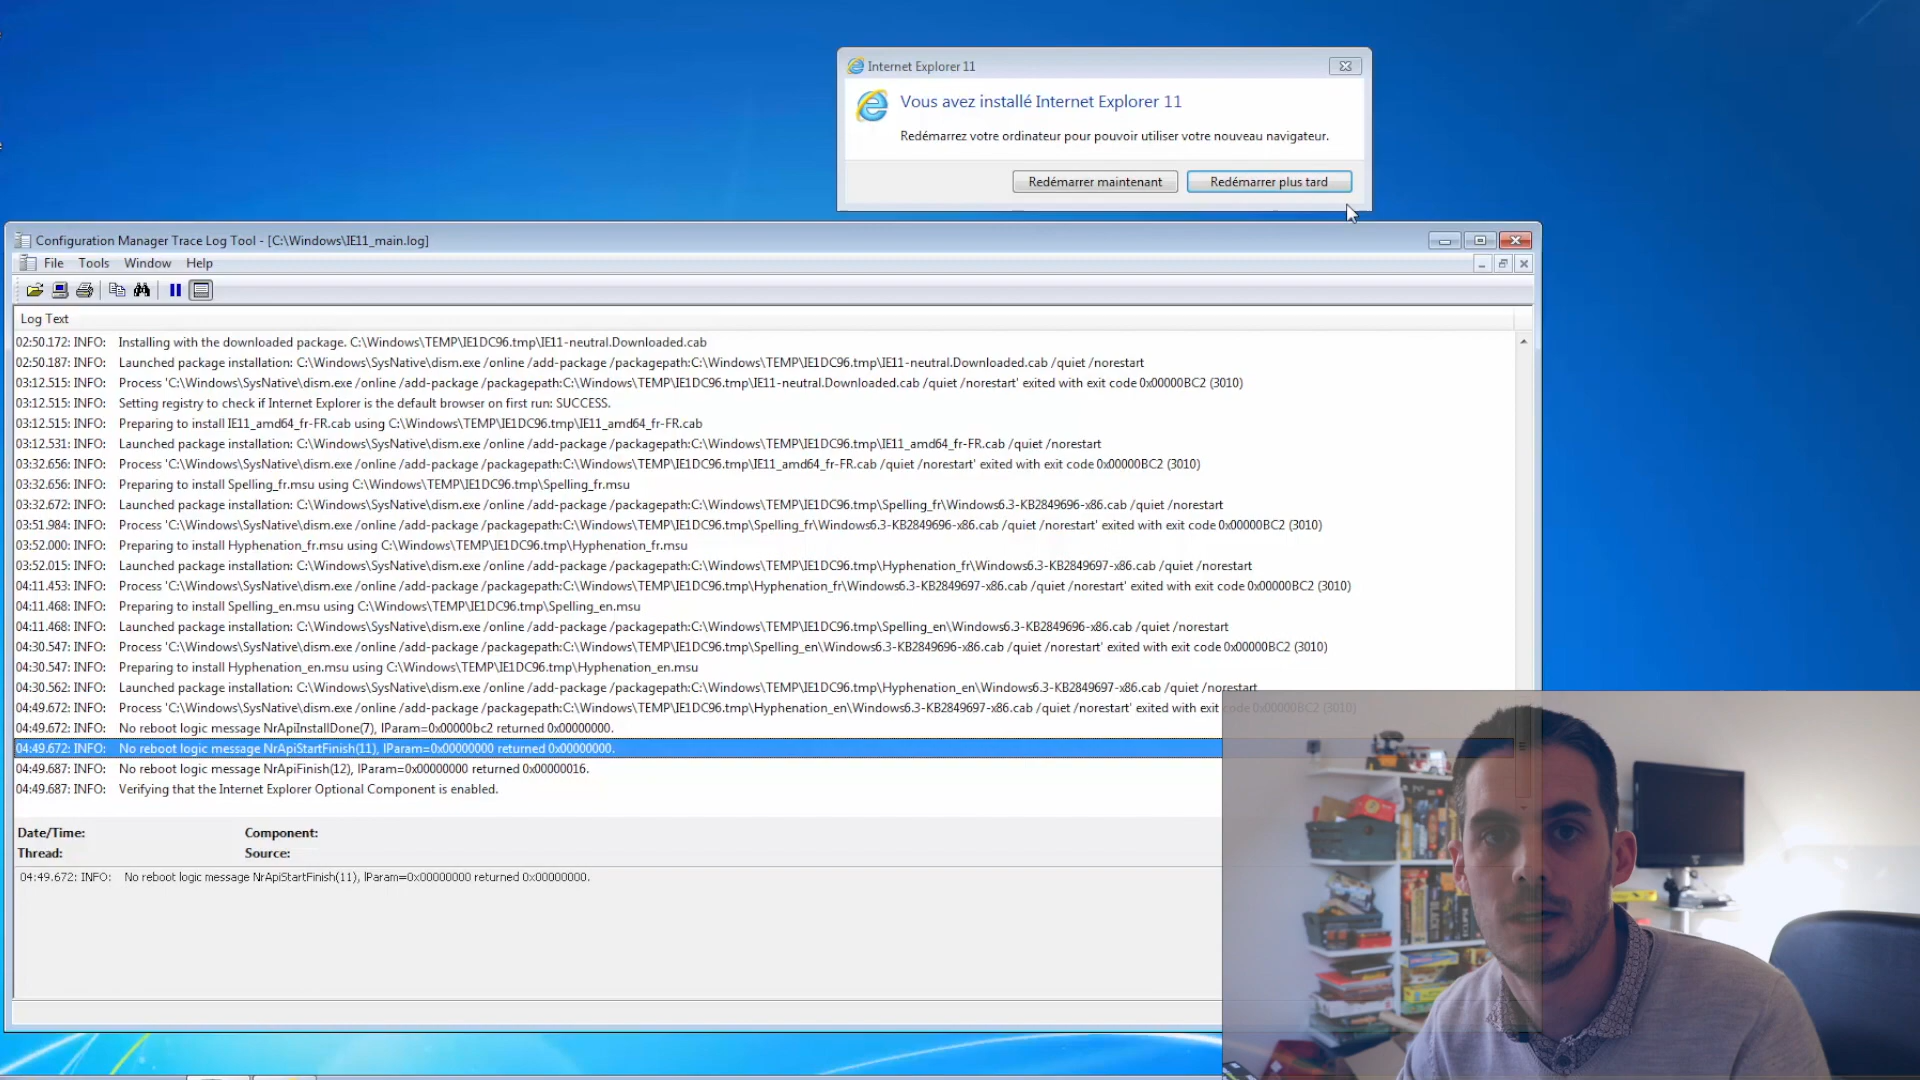 Internet Explorer 11
Vous avez installé Internet Explorer 11
Redémarrez votre ordinateur pour pouvoir utiliser votre nouveau navigateur.
Redémarrer maintenant
Redémarrer plus tard
Configuration Manager Trace Log Tool - [C:\Windows\IE11_main.log]
File Tools Window Help
Log Text
02:50.172: INFO: Installing with the downloaded package. C:\Windows\TEMP\IE1DC96.tmp\IE11-neutral.Downloaded.cab
02:50.187: INFO: Launched package installation: C:\Windows\SysNative\dism.exe /online /add-package /packagepath:C:\Windows\TEMP\IE1DC96.tmp\IE11-neutral.Downloaded.cab /quiet /norestart
03:12.515: INFO: Process 'C:\Windows\SysNative\dism.exe /online /add-package /packagepath:C:\Windows\TEMP\IE1DC96.tmp\IE11-neutral.Downloaded.cab /quiet /norestart' exited with exit code 0x00000BC2 (3010)
03:12.515: INFO: Setting registry to check if Internet Explorer is the default browser on first run: SUCCESS.
03:12.515: INFO: Preparing to install IE11_amd64_fr-FR.cab using C:\Windows\TEMP\IE1DC96.tmp\IE11_amd64_fr-FR.cab
03:12.531: INFO: Launched package installation: C:\Windows\SysNative\dism.exe /online /add-package /packagepath:C:\Windows\TEMP\IE1DC96.tmp\IE11_amd64_fr-FR.cab /quiet /norestart
03:32.656: INFO: Process 'C:\Windows\SysNative\dism.exe /online /add-package /packagepath:C:\Windows\TEMP\IE1DC96.tmp\IE11_amd64_fr-FR.cab /quiet /norestart' exited with exit code 0x00000BC2 (3010)
03:32.656: INFO: Preparing to install Spelling_fr.msu using C:\Windows\TEMP\IE1DC96.tmp\Spelling_fr.msu
03:32.672: INFO: Launched package installation: C:\Windows\SysNative\dism.exe /online /add-package /packagepath:C:\Windows\TEMP\IE1DC96.tmp\Spelling_fr\Windows6.3-KB2849696-x86.cab /quiet /norestart
03:51.984: INFO: Process 'C:\Windows\SysNative\dism.exe /online /add-package /packagepath:C:\Windows\TEMP\IE1DC96.tmp\Spelling_fr\Windows6.3-KB2849696-x86.cab /quiet /norestart' exited with exit code 0x00000BC2 (3010)
03:52.000: INFO: Preparing to install Hyphenation_fr.msu using C:\Windows\TEMP\IE1DC96.tmp\Hyphenation_fr.msu
03:52.015: INFO: Launched package installation: C:\Windows\SysNative\dism.exe /online /add-package /packagepath:C:\Windows\TEMP\IE1DC96.tmp\Hyphenation_fr\Windows6.3-KB2849697-x86.cab /quiet /norestart
04:11.453: INFO: Process 'C:\Windows\SysNative\dism.exe /online /add-package /packagepath:C:\Windows\TEMP\IE1DC96.tmp\Hyphenation_fr\Windows6.3-KB2849697-x86.cab /quiet /norestart' exited with exit code 0x00000BC2 (3010)
04:11.468: INFO: Preparing to install Spelling_en.msu using C:\Windows\TEMP\IE1DC96.tmp\Spelling_en.msu
04:11.468: INFO: Launched package installation: C:\Windows\SysNative\dism.exe /online /add-package /packagepath:C:\Windows\TEMP\IE1DC96.tmp\Spelling_en\Windows6.3-KB2849696-x86.cab /quiet /norestart
04:30.547: INFO: Process 'C:\Windows\SysNative\dism.exe /online /add-package /packagepath:C:\Windows\TEMP\IE1DC96.tmp\Spelling_en\Windows6.3-KB2849696-x86.cab /quiet /norestart' exited with exit code 0x00000BC2 (3010)
04:30.547: INFO: Preparing to install Hyphenation_en.msu using C:\Windows\TEMP\IE1DC96.tmp\Hyphenation_en.msu
04:30.562: INFO: Launched package installation: C:\Windows\SysNative\dism.exe /online /add-package /packagepath:C:\Windows\TEMP\IE1DC96.tmp\Hyphenation_en\Windows6.3-KB2849697-x86.cab /quiet /norestart
04:49.672: INFO: Process 'C:\Windows\SysNative\dism.exe /online /add-package /packagepath:C:\Windows\TEMP\IE1DC96.tmp\Hyphenation_en\Windows6.3-KB2849697-x86.cab /quiet /norestart' exited with exit code 0x00000BC2 (3010)
04:49.672: INFO: No reboot logic message NrApiInstallDone(7), lParam=0x00000bc2 returned 0x00000000.
04:49.672: INFO: No reboot logic message NrApiStartFinish(11), lParam=0x00000000 returned 0x00000000.
04:49.687: INFO: No reboot logic message NrApiFinish(12), lParam=0x00000000 returned 0x00000016.
04:49.687: INFO: Verifying that the Internet Explorer Optional Component is enabled.
Date/Time: Component:
Thread: Source:
04:49.672: INFO: No reboot logic message NrApiStartFinish(11), lParam=0x00000000 returned 0x00000000.